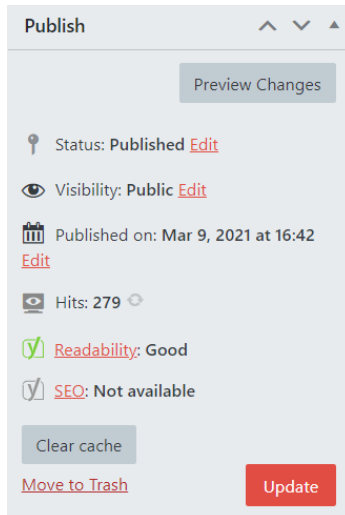 Publish
Preview Changes
Status: Published Edit
Visibility: Public Edit
Published on: Mar 9, 2021 at 16:42
Edit
Hits: 279
Readability: Good
SEO: Not available
Clear cache
Move to Trash
Update